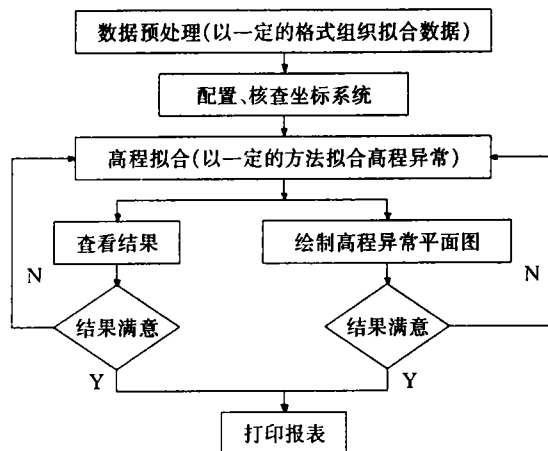 数据预处理(以一定的格式组织拟合数据)
配置、核查坐标系统
高程拟合(以一定的方法拟合高程异常)
查看结果
绘制高程异常平面图
N
N
结果满意
结果满意
Y
Y
打印报表